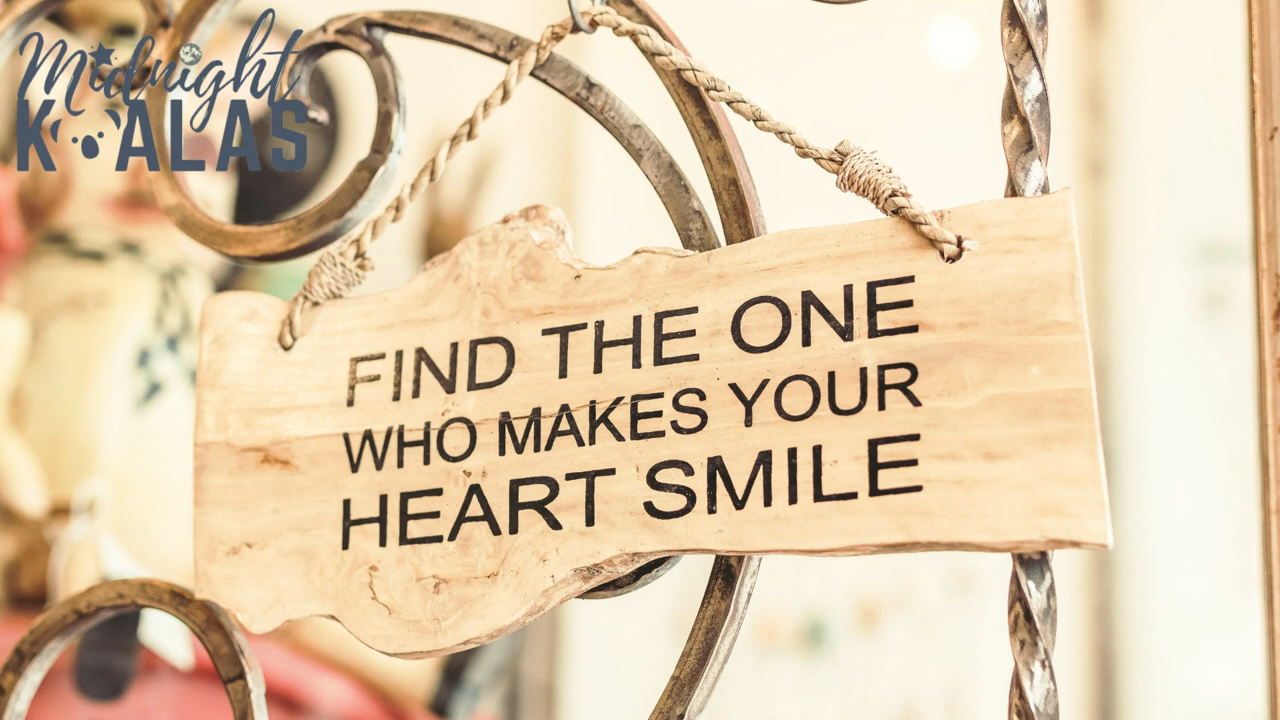 Midnight
KOALAS
FIND THE ONE
WHO MAKES YOUR
HEART SMILE